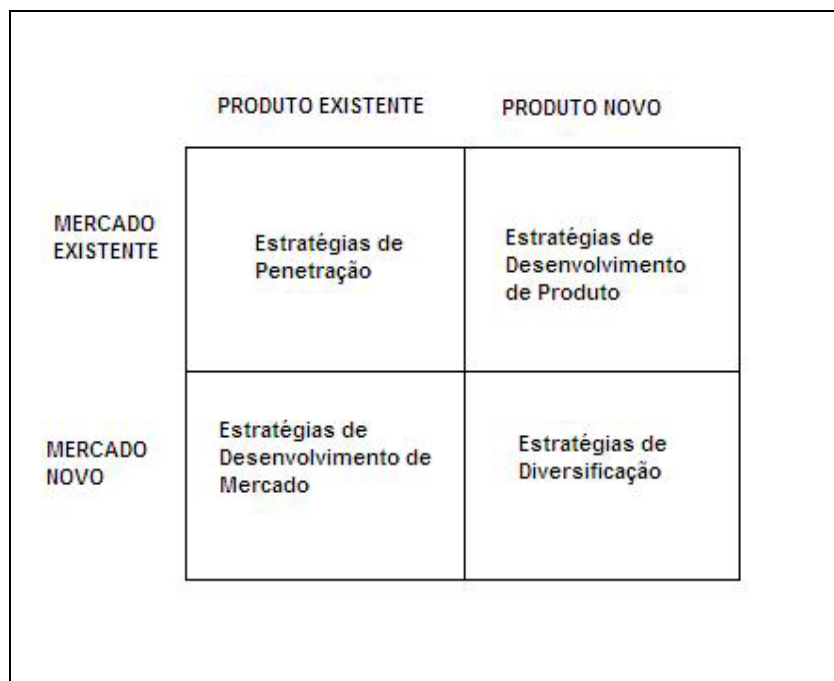 PRODUTO EXISTENTE
PRODUTO NOVO
MERCADO
EXISTENTE
Estratégias de
Penetração
Estratégias de
Desenvolvimento
de Produto
MERCADO
NOVO
Estratégias de
Desenvolvimento de
Mercado
Estratégias de
Diversificação